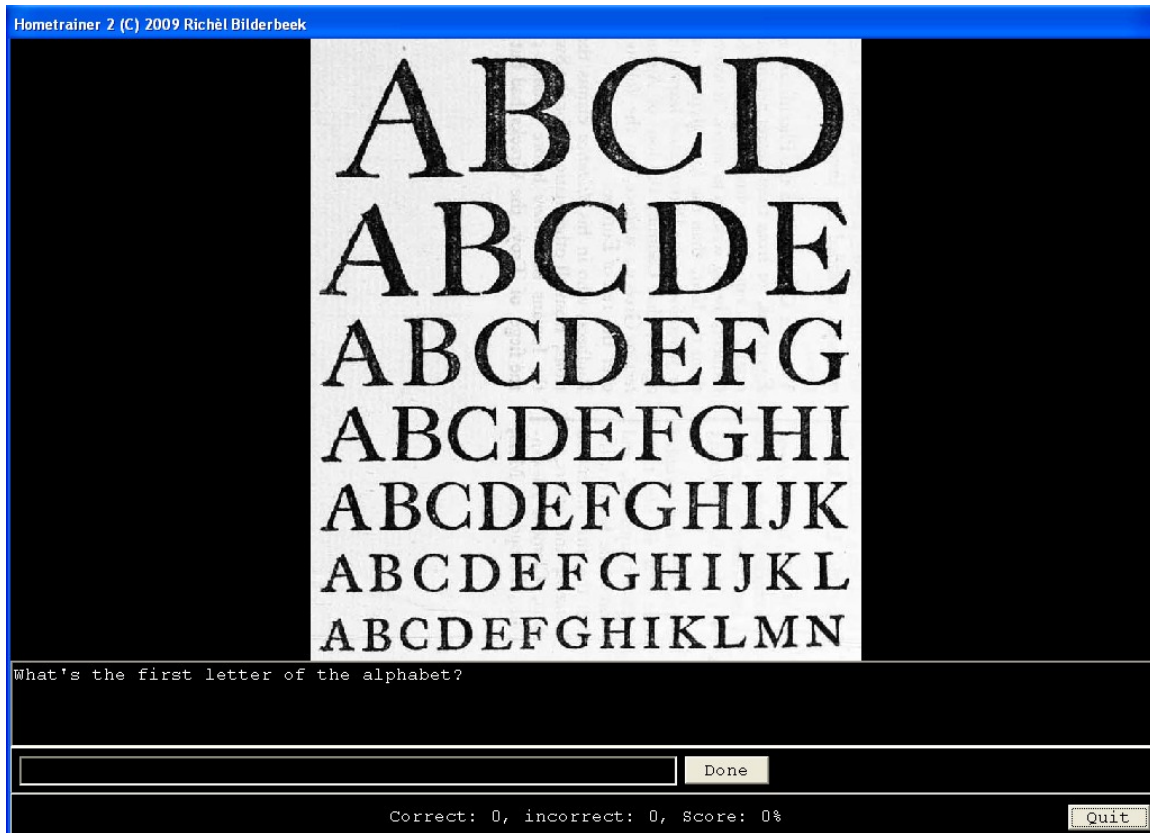 Hometrainer 2 (C) 2009 Richèl Bilderbeek
ABCD
ABCDE
ABCDEFG
ABCDEFGHI
ABCDEFGHIJK
ABCDEFGHIJKL
ABCDEFGHIKLMN
What's the first letter of the alphabet?
Done
Correct: 0, incorrect: 0, Score: 0%
Quit